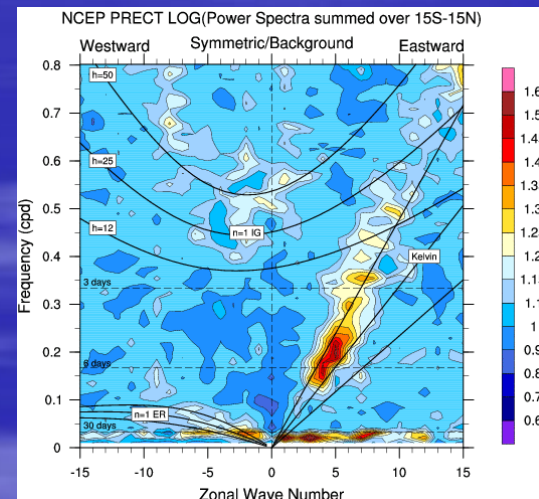 NCEP PRECT LOG(Power Spectra summed over 15S-15N)
Westward Symmetric/Background Eastward
0.8
0.7
0.6
0.5
0.4
0.3
0.2
0.1
0
Frequency (cpd)
h=50
h=25
h=12
n=1 IG
Kelvin
3 days
6 days
n=1 ER
30 days
-15 -10 -5 0 5 10 15
Zonal Wave Number
1.6
1.5
1.4
1.3
1.3
1.2
1.2
1.1
1.1
1
0.9
0.8
0.7
0.6